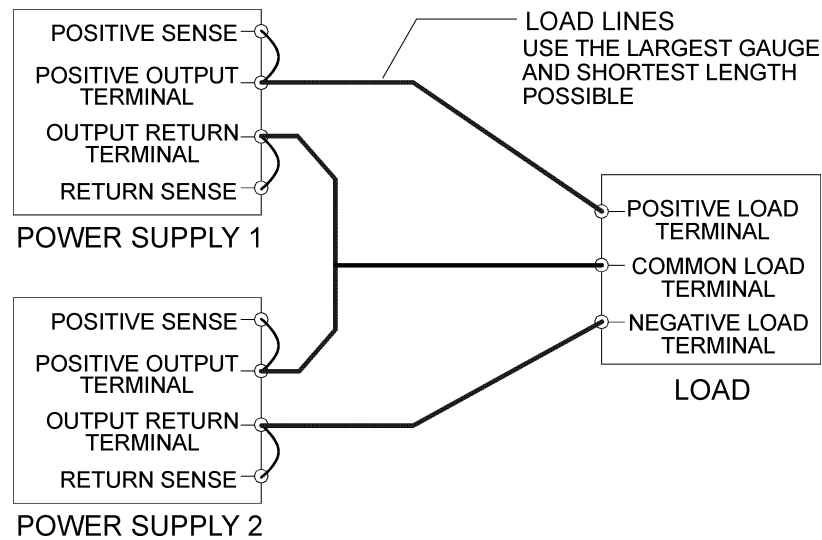 POSITIVE SENSE
POSITIVE OUTPUT
TERMINAL
OUTPUT RETURN
TERMINAL
RETURN SENSE
POWER SUPPLY 1
LOAD LINES
USE THE LARGEST GAUGE
AND SHORTEST LENGTH
POSSIBLE
POSITIVE LOAD
TERMINAL
COMMON LOAD
TERMINAL
NEGATIVE LOAD
TERMINAL
LOAD
POSITIVE SENSE
POSITIVE OUTPUT
TERMINAL
OUTPUT RETURN
TERMINAL
RETURN SENSE
POWER SUPPLY 2